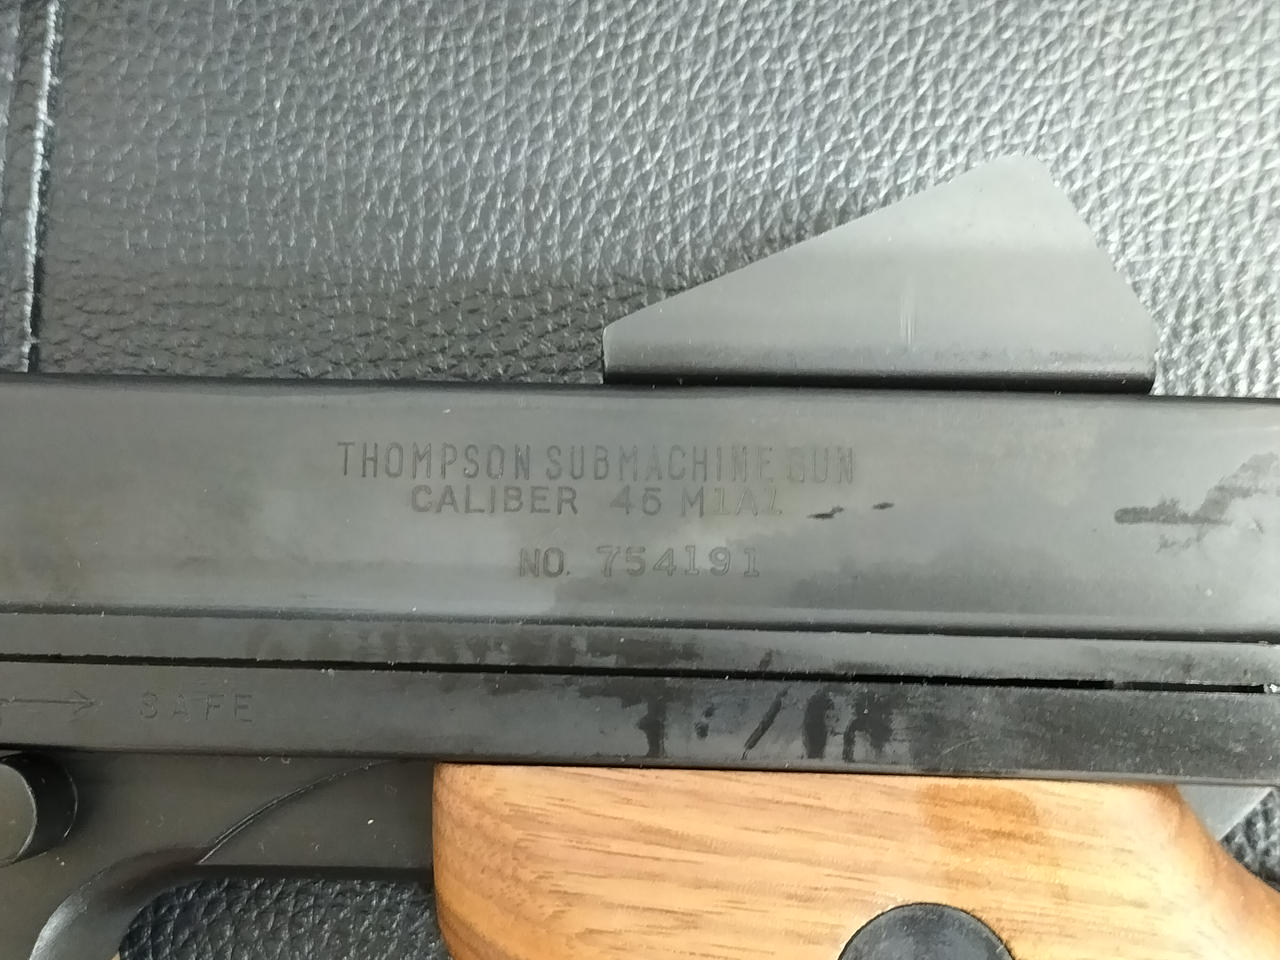 THOMPSON SUBMACHINE GUN
CALIBER 45 M1A1
NO. 754191
SAFE